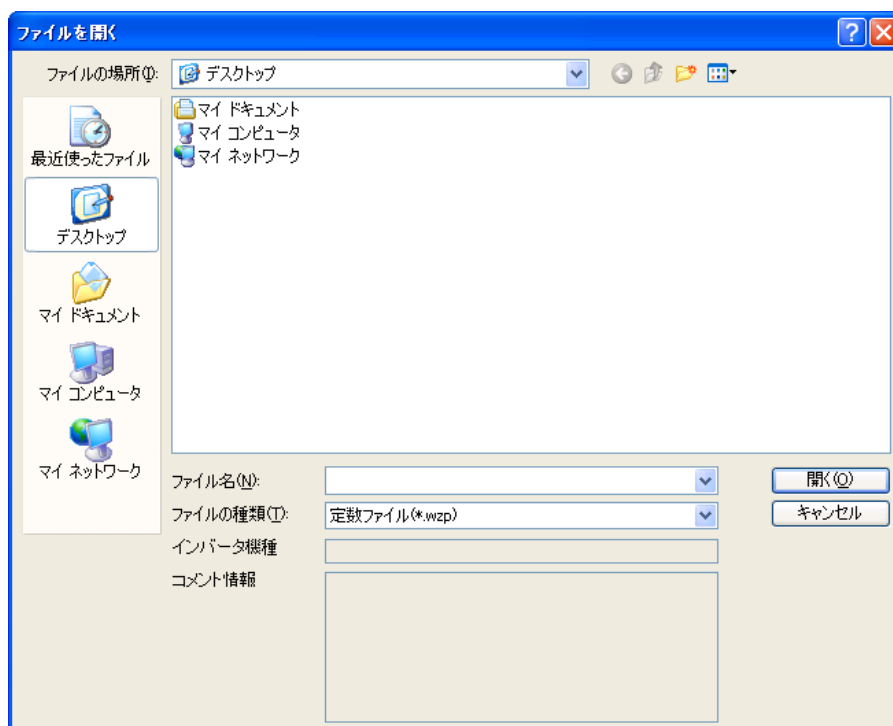 ファイルを開く
ファイルの場所(I):
デスクトップ
最近使ったファイル
デスクトップ
マイ ドキュメント
マイ コンピュータ
マイ ネットワーク
マイ ドキュメント
マイ コンピュータ
マイ ネットワーク
ファイル名(N):
開く(O)
ファイルの種類(T):
定数ファイル(*.wzp)
キャンセル
インバータ機種
コメント情報